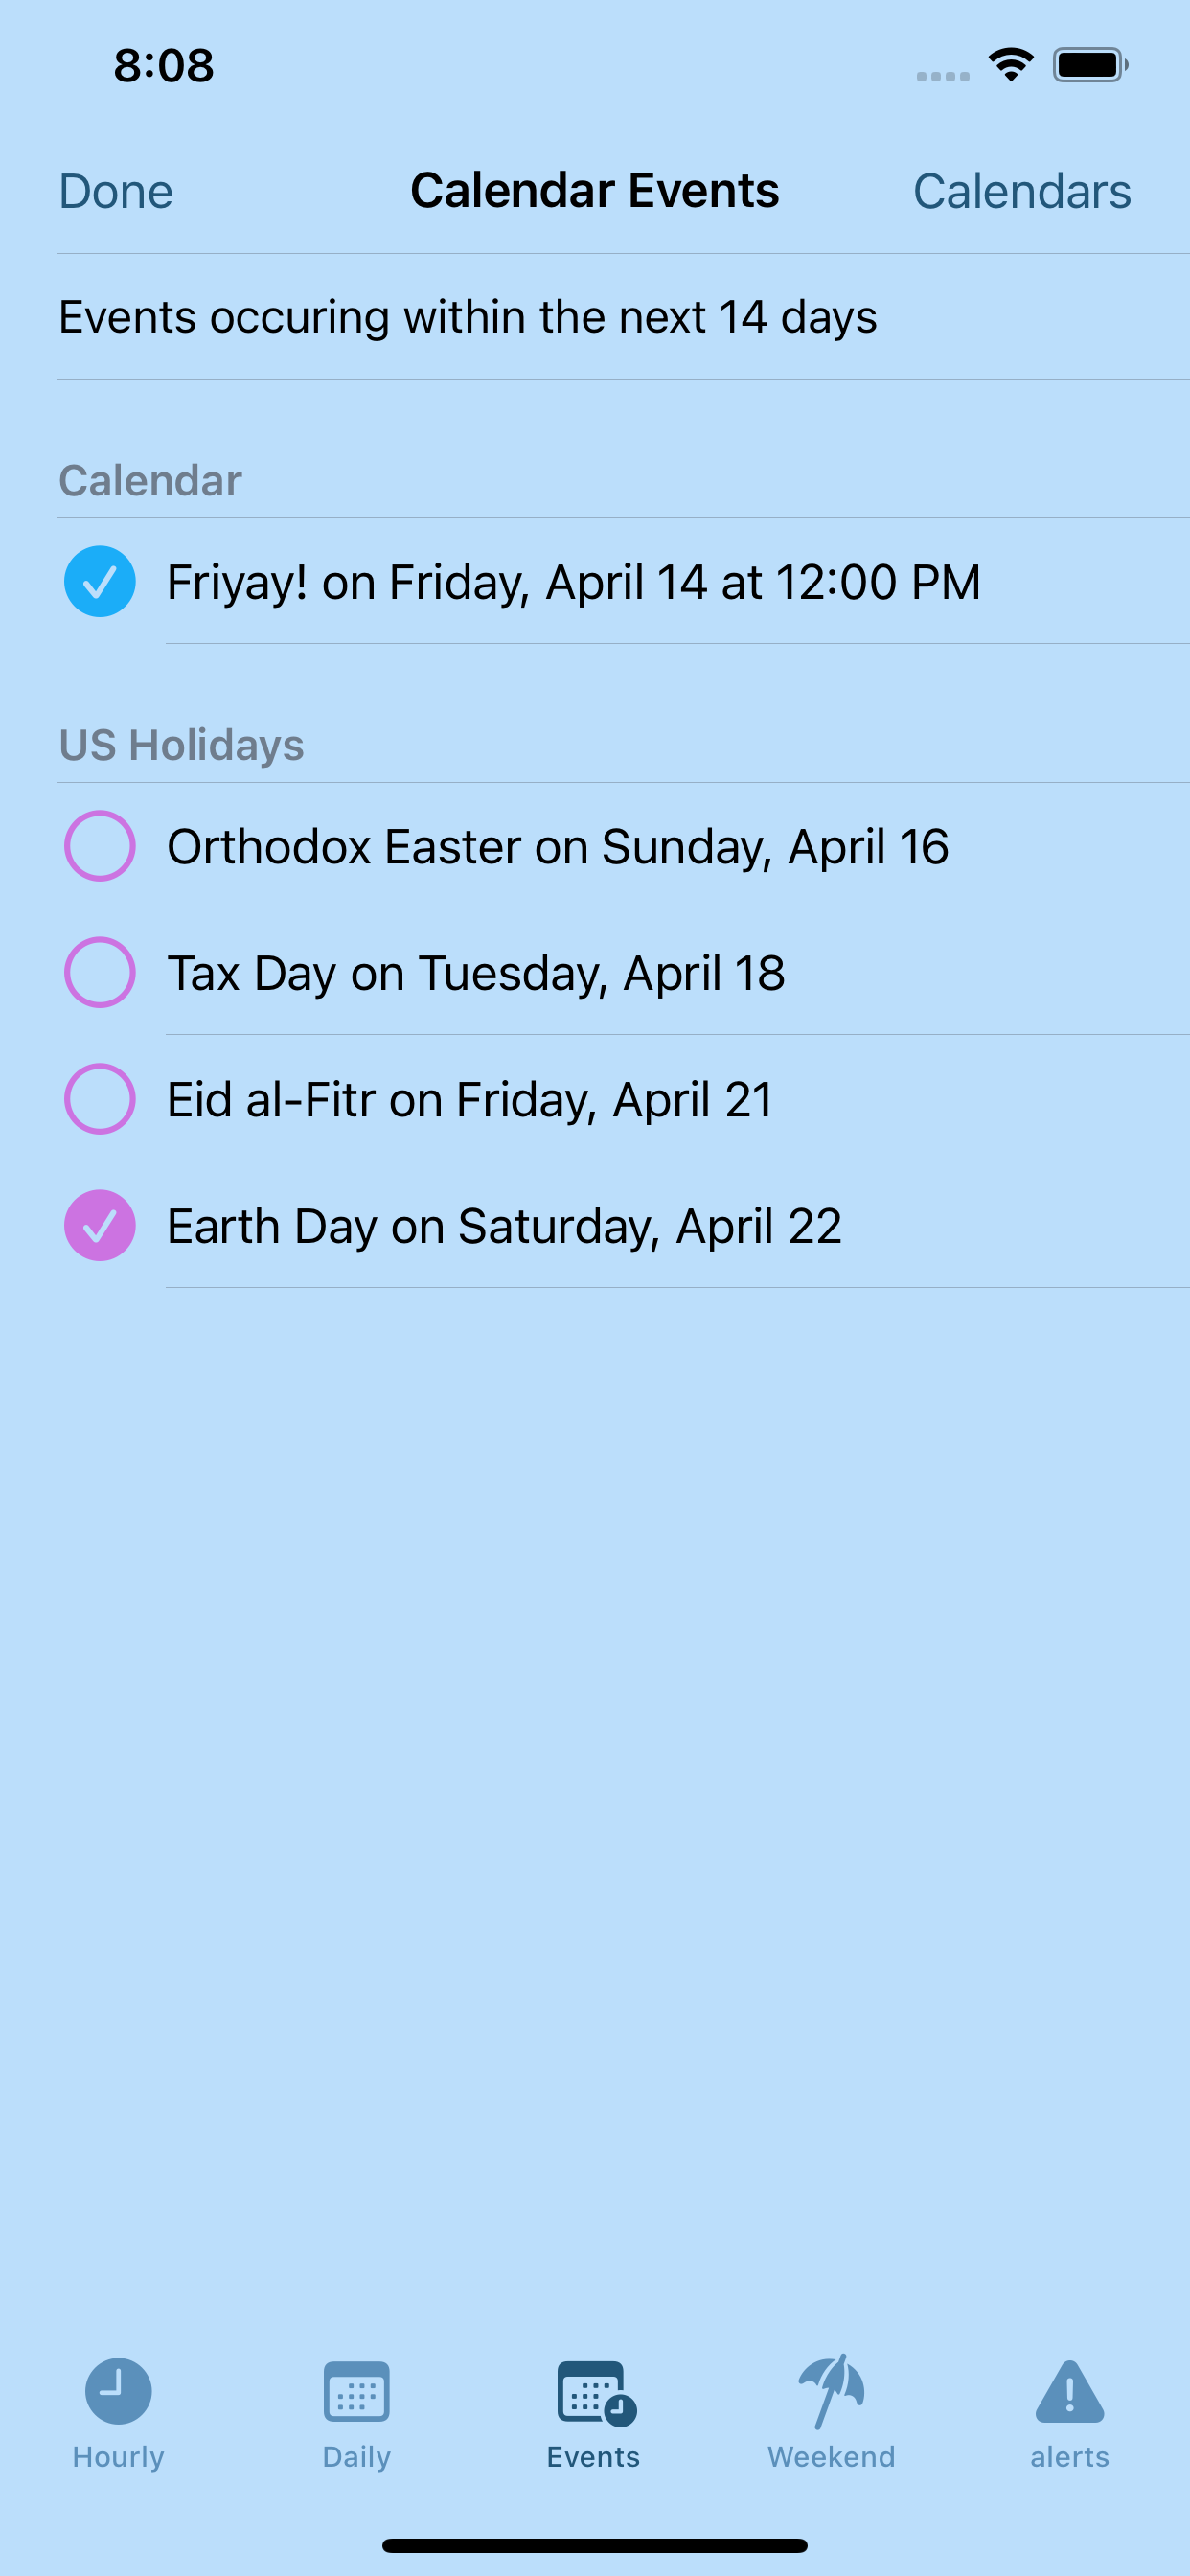 8:08
Done Calendar Events Calendars
Events occuring within the next 14 days
Calendar
Friyay! on Friday, April 14 at 12:00 PM
US Holidays
Orthodox Easter on Sunday, April 16
Tax Day on Tuesday, April 18
Eid al-Fitr on Friday, April 21
Earth Day on Saturday, April 22
Hourly Daily Events Weekend alerts